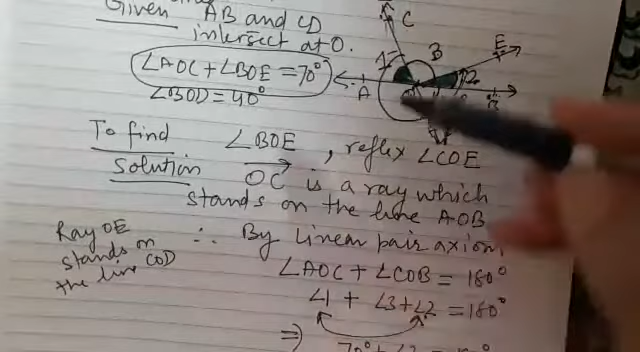 Given AB and CD
intersect at O.
∠AOC + ∠BOE = 70°
∠BOD = 40°
C
B
E
1
2
A
B
To find ∠BOE, reflex ∠COE
Solution OC is a ray which
stands on the line AOB
Ray OE
stands on
the line COD
∴ By linear pair axiom,
∠AOC + ∠COB = 180°
∠1 + ∠3 + ∠2 = 180°
⇒